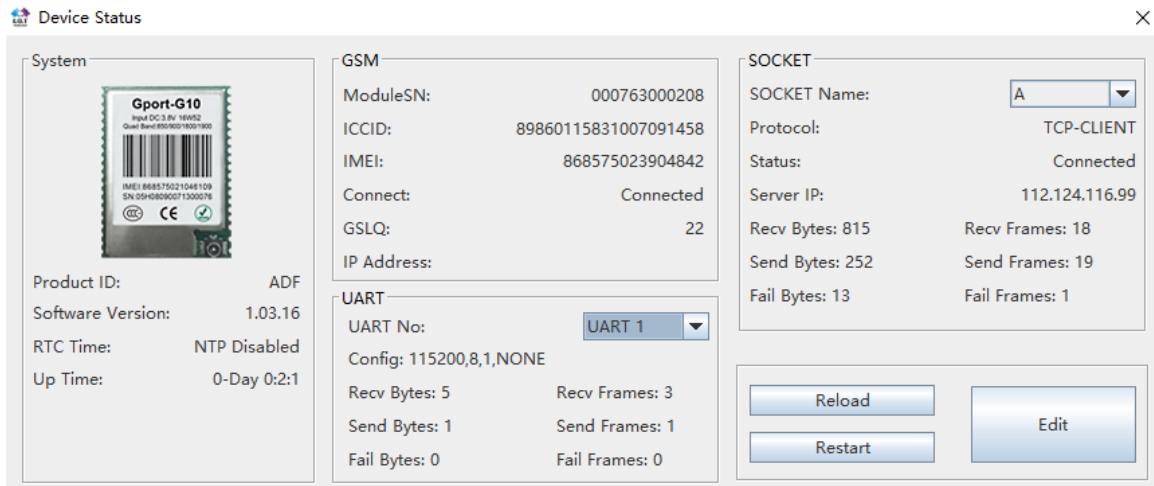 Device Status
System
Gport-G10
Input DC:3.8V 16W52
Quad Band:850/900/1800/1900
IMEI:868575021046109
SN:05H08090071300076
CE
Product ID: ADF
Software Version: 1.03.16
RTC Time: NTP Disabled
Up Time: 0-Day 0:2:1
GSM
ModuleSN: 000763000208
ICCID: 89860115831007091458
IMEI: 868575023904842
Connect: Connected
GSLQ: 22
IP Address:
UART
UART No: UART 1
Config: 115200,8,1,NONE
Recv Bytes: 5 Recv Frames: 3
Send Bytes: 1 Send Frames: 1
Fail Bytes: 0 Fail Frames: 0
SOCKET
SOCKET Name: A
Protocol: TCP-CLIENT
Status: Connected
Server IP: 112.124.116.99
Recv Bytes: 815 Recv Frames: 18
Send Bytes: 252 Send Frames: 19
Fail Bytes: 13 Fail Frames: 1
Reload
Restart
Edit